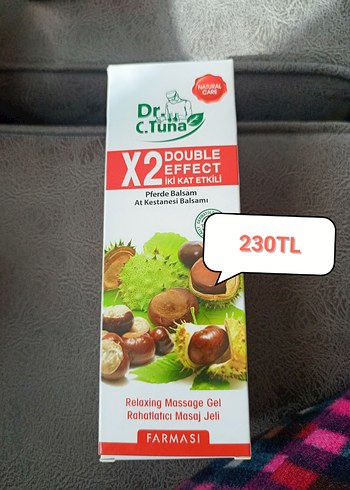 NATURAL
CARE
Dr.
C.Tuna
X2 DOUBLE
EFFECT
İKİ KAT ETKİLİ
Pferde Balsam
At Kestanesi Balsamı
230TL
Relaxing Massage Gel
Rahatlatıcı Masaj Jeli
FARMASİ